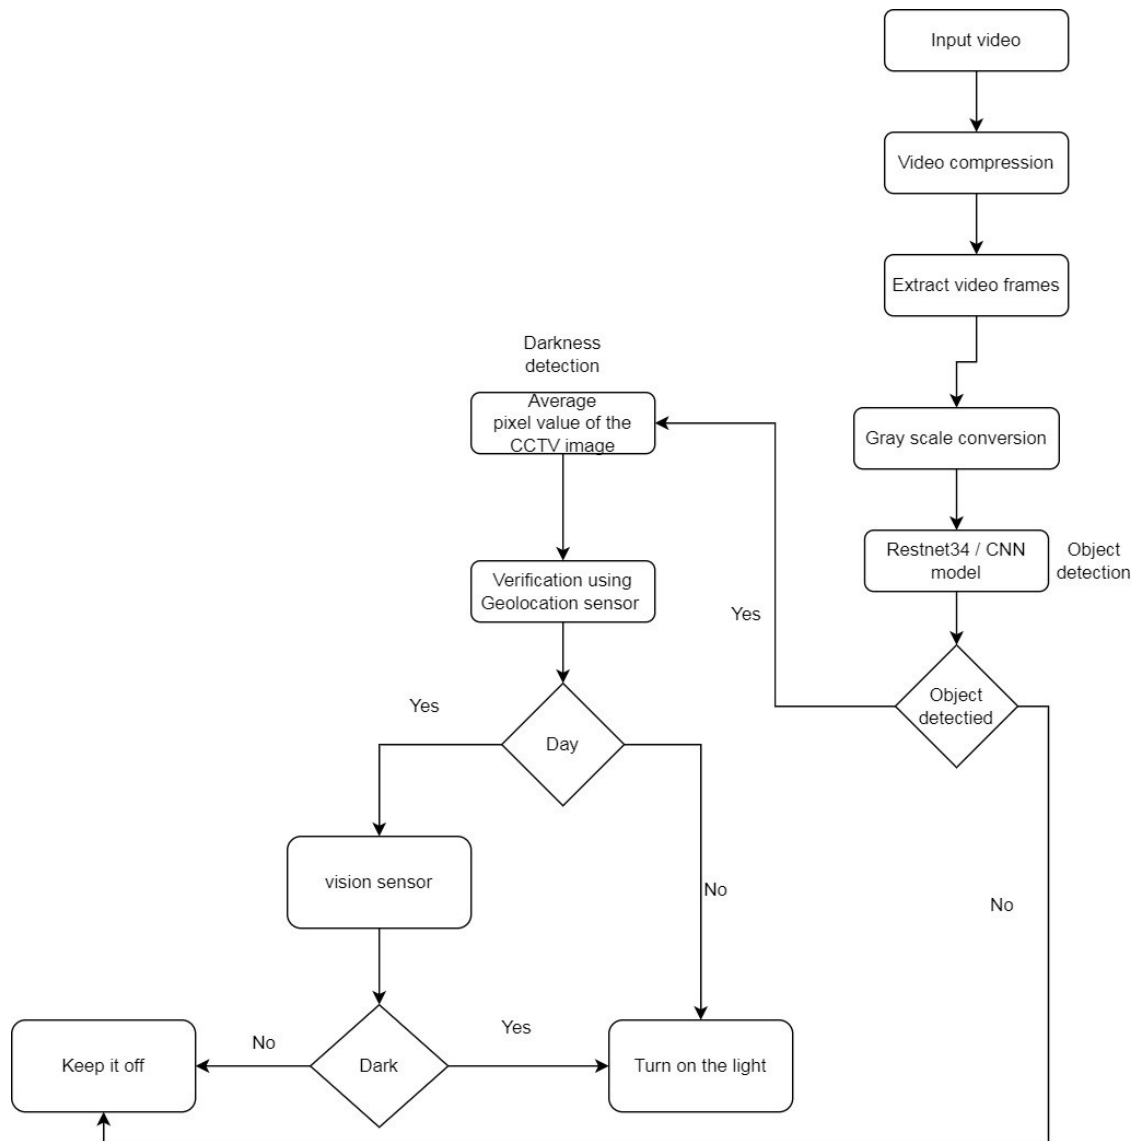 Input video
Video compression
Extract video frames
Darkness
detection
Average
pixel value of the
CCTV image
Gray scale conversion
Restnet34 / CNN
model
Object
detection
Verification using
Geolocation sensor
Yes
Object
detectied
Yes
Day
vision sensor
No
No
Keep it off
No
Dark
Yes
Turn on the light